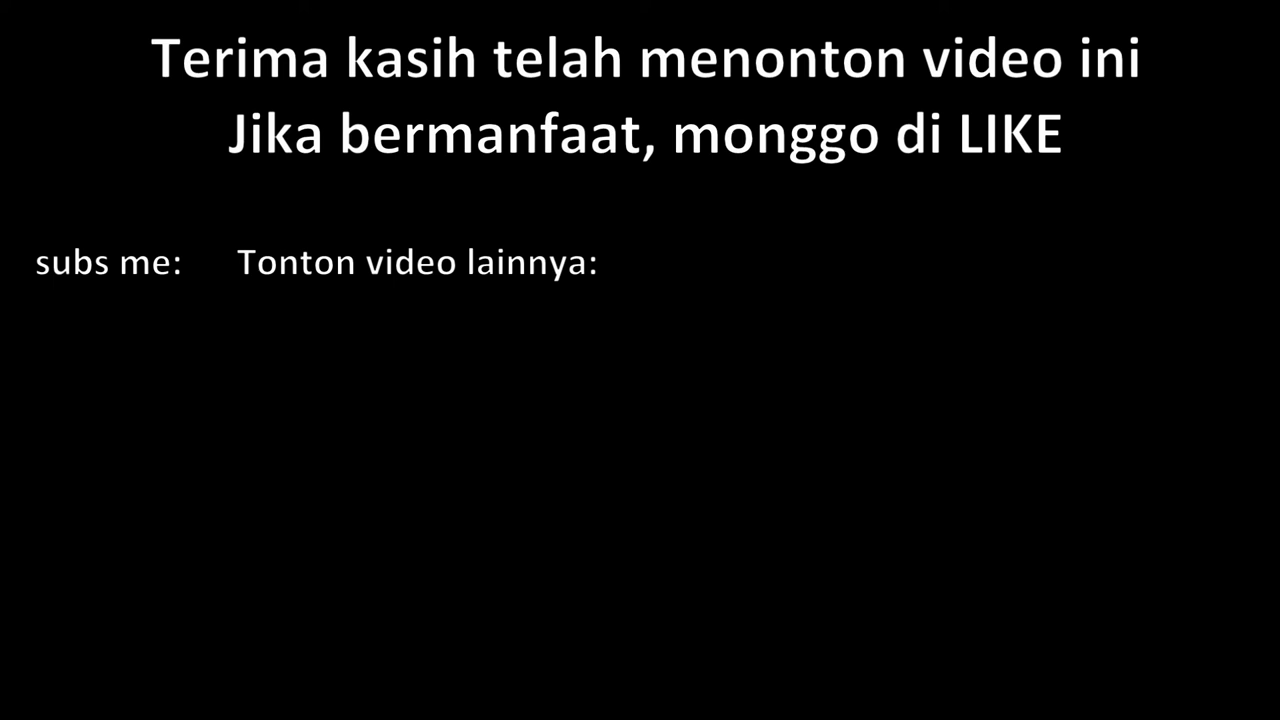 Terima kasih telah menonton video ini
Jika bermanfaat, monggo di LIKE
subs me: Tonton video lainnya: